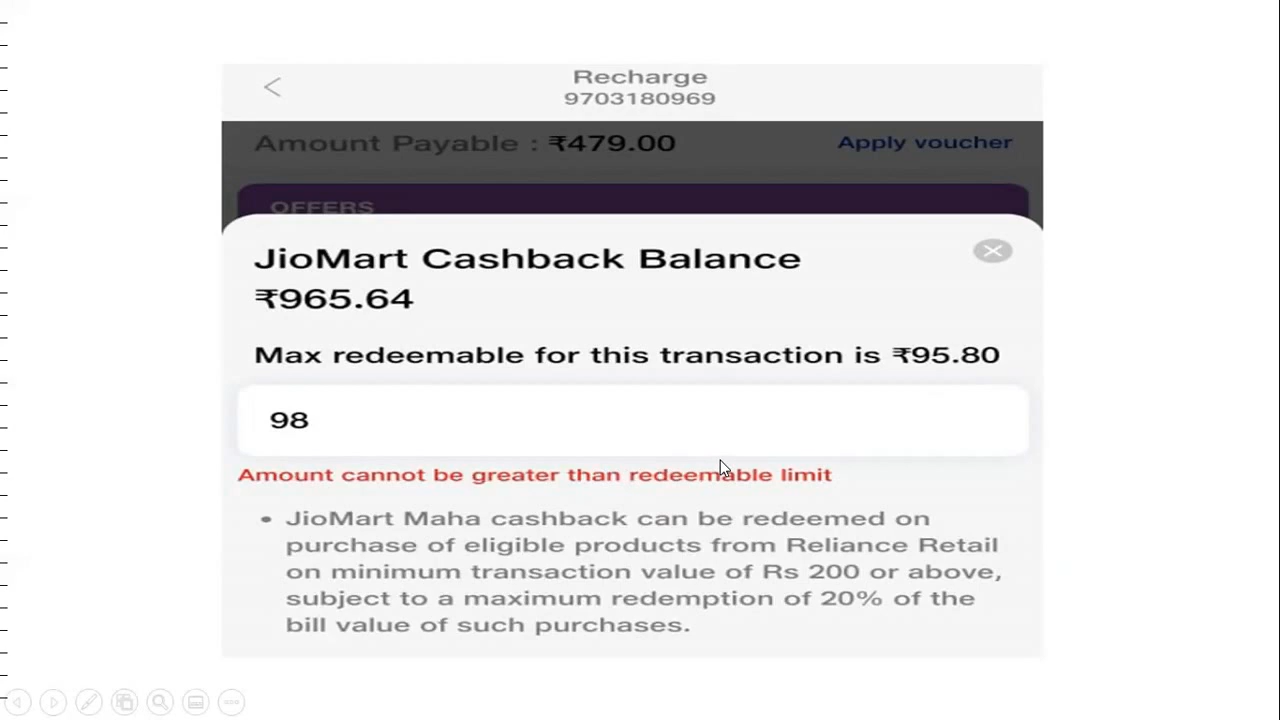 Recharge
9703180969
Amount Payable : ₹479.00 Apply voucher
OFFERS
JioMart Cashback Balance
₹965.64
Max redeemable for this transaction is ₹95.80
98
Amount cannot be greater than redeemable limit
• JioMart Maha cashback can be redeemed on
purchase of eligible products from Reliance Retail
on minimum transaction value of Rs 200 or above,
subject to a maximum redemption of 20% of the
bill value of such purchases.